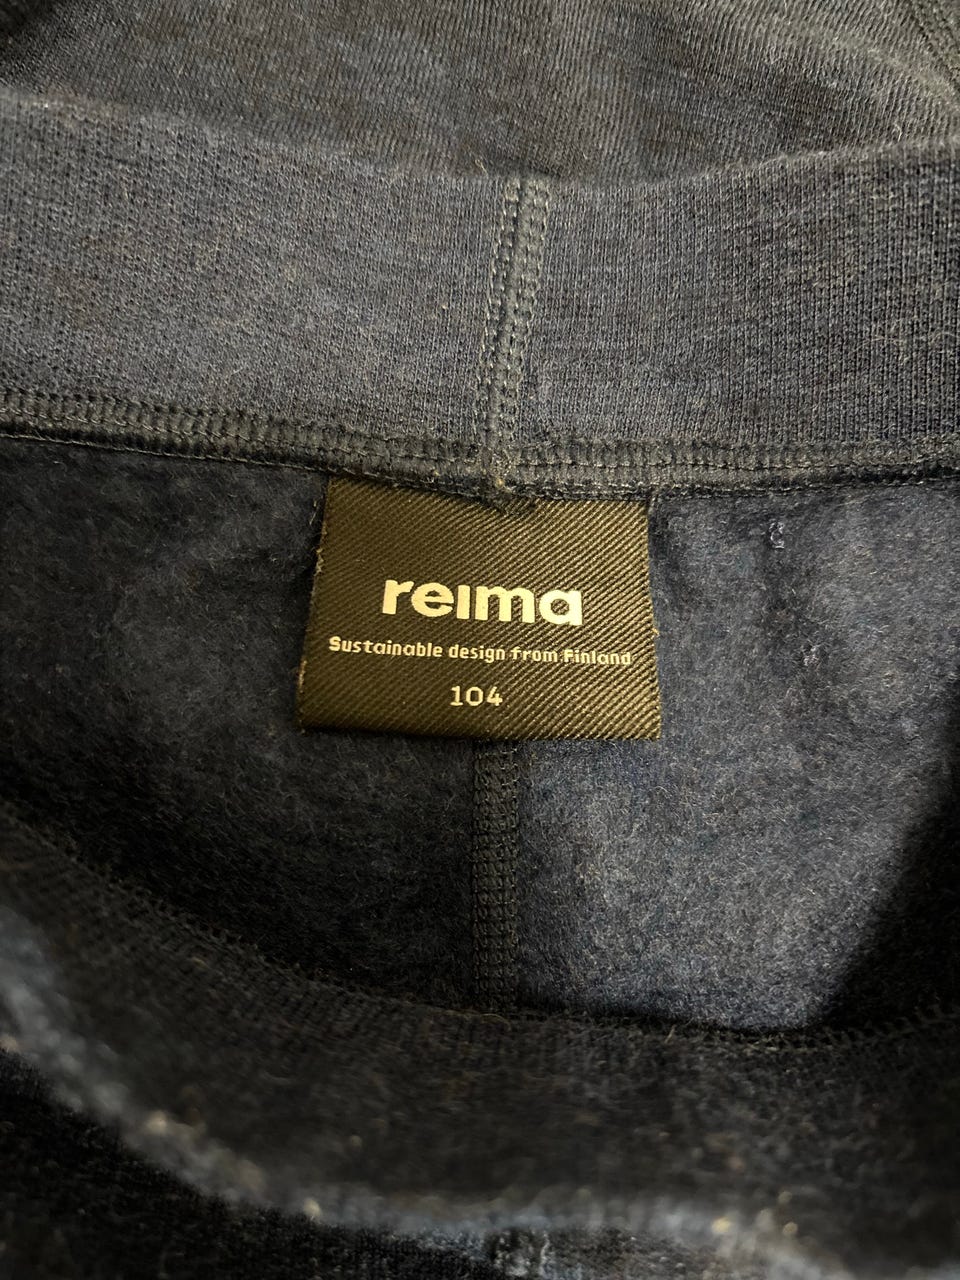 reima
Sustainable design from Finland
104